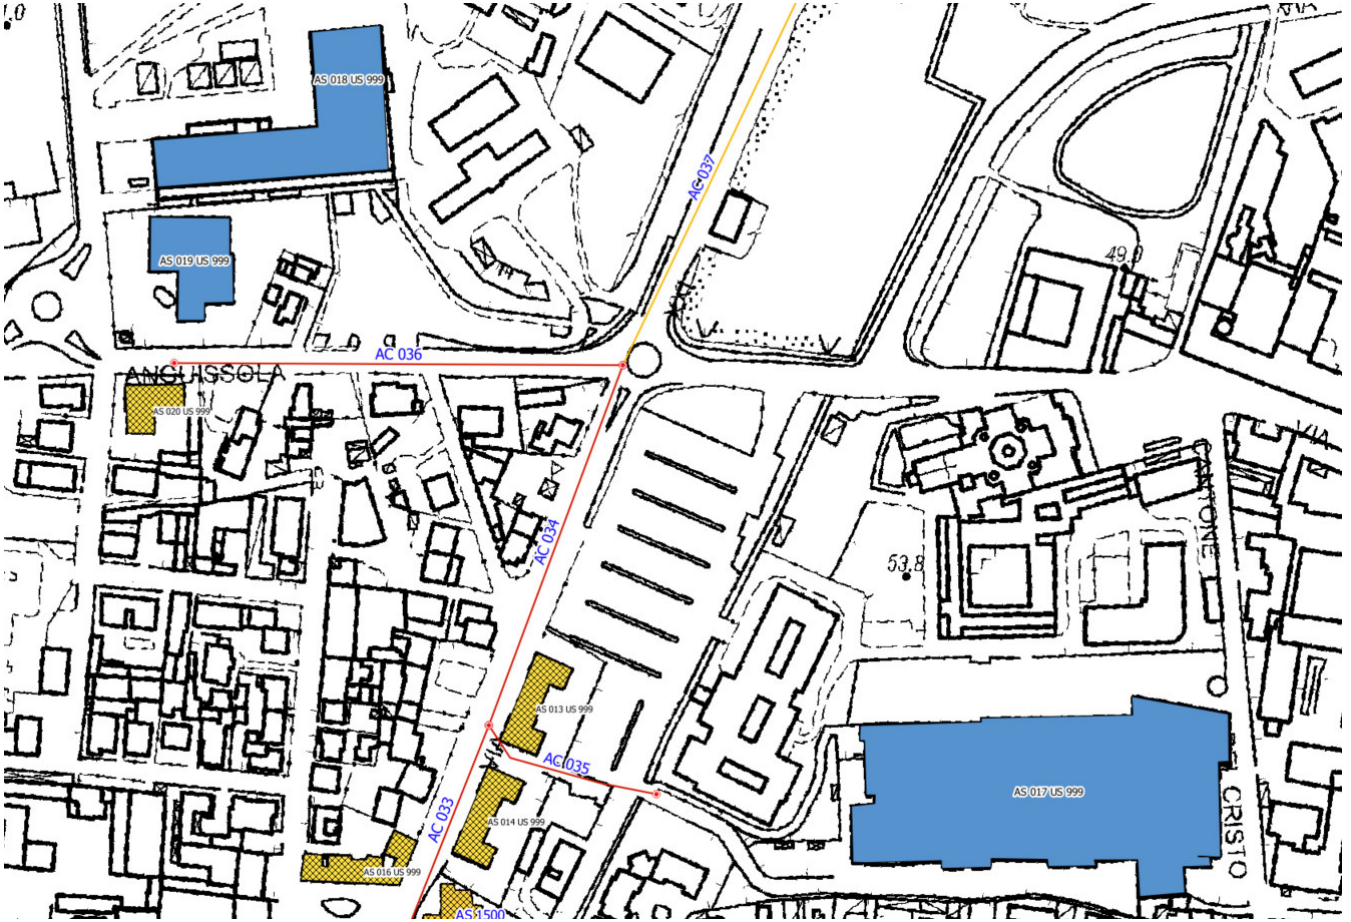 AS 018 US 999
AC 037
AS 019 US 999
49,9
AC 036
ANGUISSOLA
AS 020 US 999
VIA
CANTONE
AC 034
53,8
AS 013 US 999
VIA
AC 035
AS 017 US 999
AC 033
AS 014 US 999
CRISTO
AS 016 US 999
AS 1500